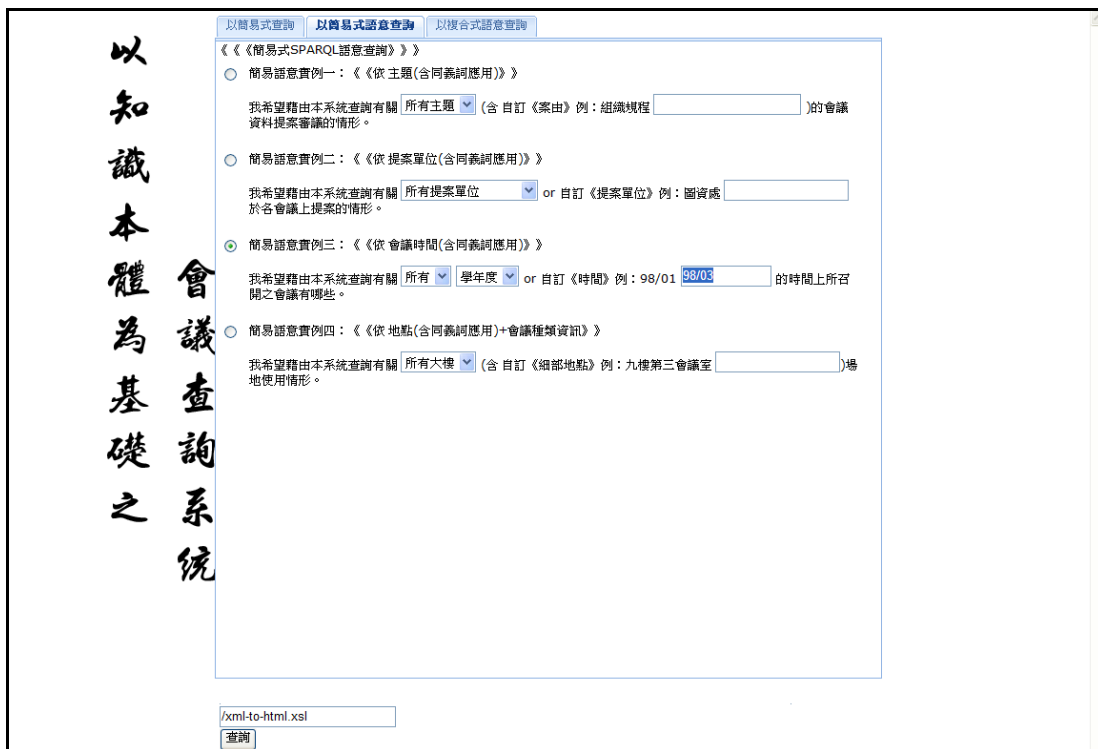 以知識本體為基礎之
會議查詢系統
以簡易式查詢 以簡易式語意查詢 以複合式語意查詢
《《《簡易式SPARQL語意查詢》》》
簡易語意實例一：《《依 主題(含同義詞應用)》》
我希望藉由本系統查詢有關 所有主題 (含 自訂《案由》例：組織規程 )的會議
資料提案審議的情形。
簡易語意實例二：《《依 提案單位(含同義詞應用)》》
我希望藉由本系統查詢有關 所有提案單位 or 自訂《提案單位》例：圖資處
於各會議上提案的情形。
簡易語意實例三：《《依 會議時間(含同義詞應用)》》
我希望藉由本系統查詢有關 所有 學年度 or 自訂《時間》例：98/01 98/03 的時間上所召
開之會議有哪些。
簡易語意實例四：《《依 地點(含同義詞應用)+會議種類資訊》》
我希望藉由本系統查詢有關 所有大樓 (含 自訂《細部地點》例：九樓第三會議室 )場
地使用情形。
/xml-to-html.xsl
查詢